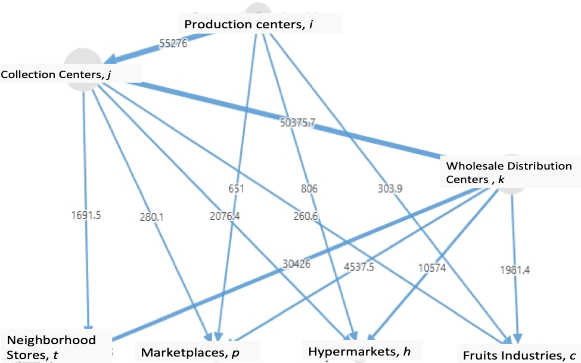 Production centers, i
55276
Collection Centers, j
50375.7
Wholesale Distribution
Centers , k
651
806
303.9
1691.5
280.1
2076.4
260.6
30426
4537.5
10574
1981.4
Neighborhood
Stores, t
Marketplaces, p
Hypermarkets, h
Fruits Industries, c